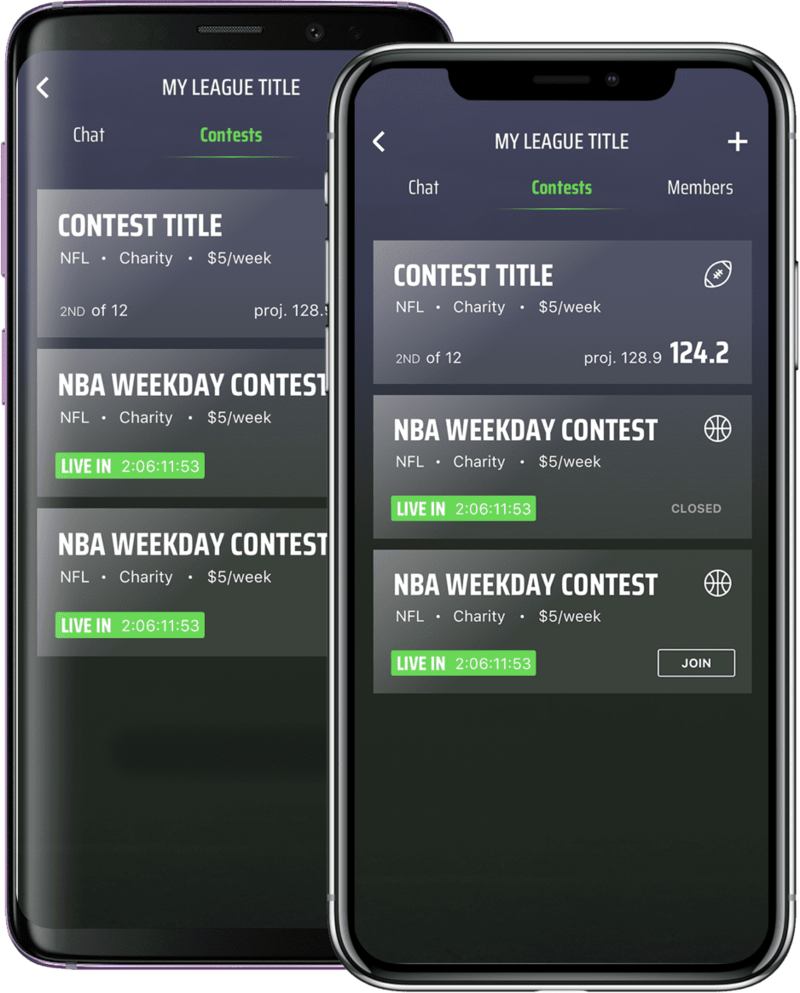 MY LEAGUE TITLE
Chat Contests
CONTEST TITLE
NFL • Charity • $5/week
2ND of 12 proj. 128.9
NBA WEEKDAY CONTEST
NFL • Charity • $5/week
LIVE IN 2:06:11:53
NBA WEEKDAY CONTEST
NFL • Charity • $5/week
LIVE IN 2:06:11:53
MY LEAGUE TITLE
Chat Contests Members
CONTEST TITLE
NFL • Charity • $5/week
2ND of 12 proj. 128.9 124.2
NBA WEEKDAY CONTEST
NFL • Charity • $5/week
LIVE IN 2:06:11:53 CLOSED
NBA WEEKDAY CONTEST
NFL • Charity • $5/week
LIVE IN 2:06:11:53 JOIN